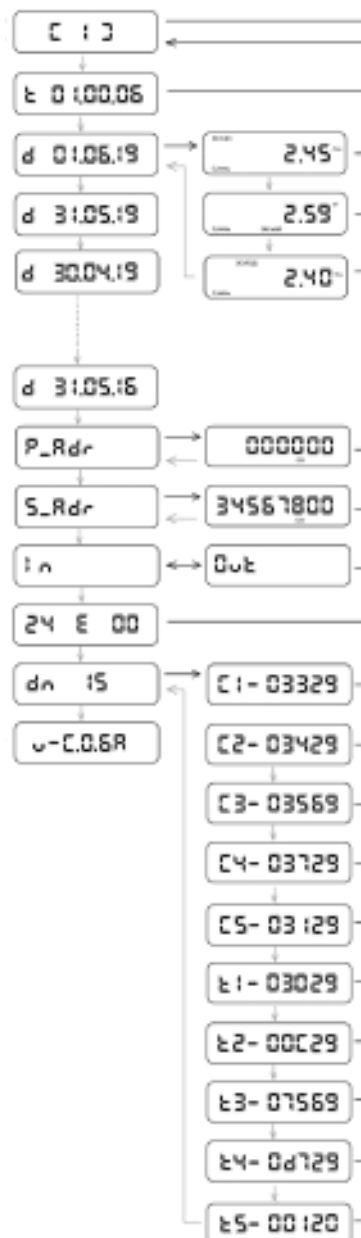 [ 1 ]
t 01.00.06
d 01.06.19
2.45
d 31.05.19
2.59
d 30.04.19
2.40
d 31.05.16
P_Adr
000000
S_Adr
34567800
In
Out
24 E 00
dn 15
C1-03329
u-C.0.6A
C2-03429
C3-03569
C4-03729
C5-03129
t1-03029
t2-00C29
t3-07569
t4-0d729
t5-00120